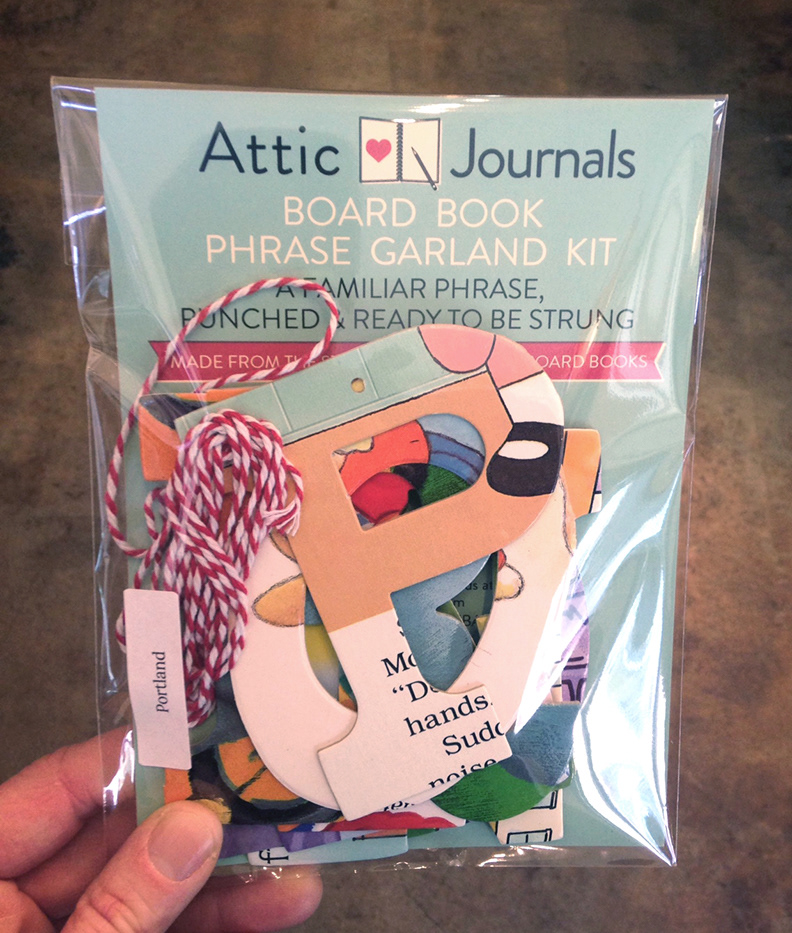 Attic Journals
BOARD BOOK
PHRASE GARLAND KIT
A FAMILIAR PHRASE,
PUNCHED & READY TO BE STRUNG
MADE FROM BOARD BOOKS
Portland
hands.
noise